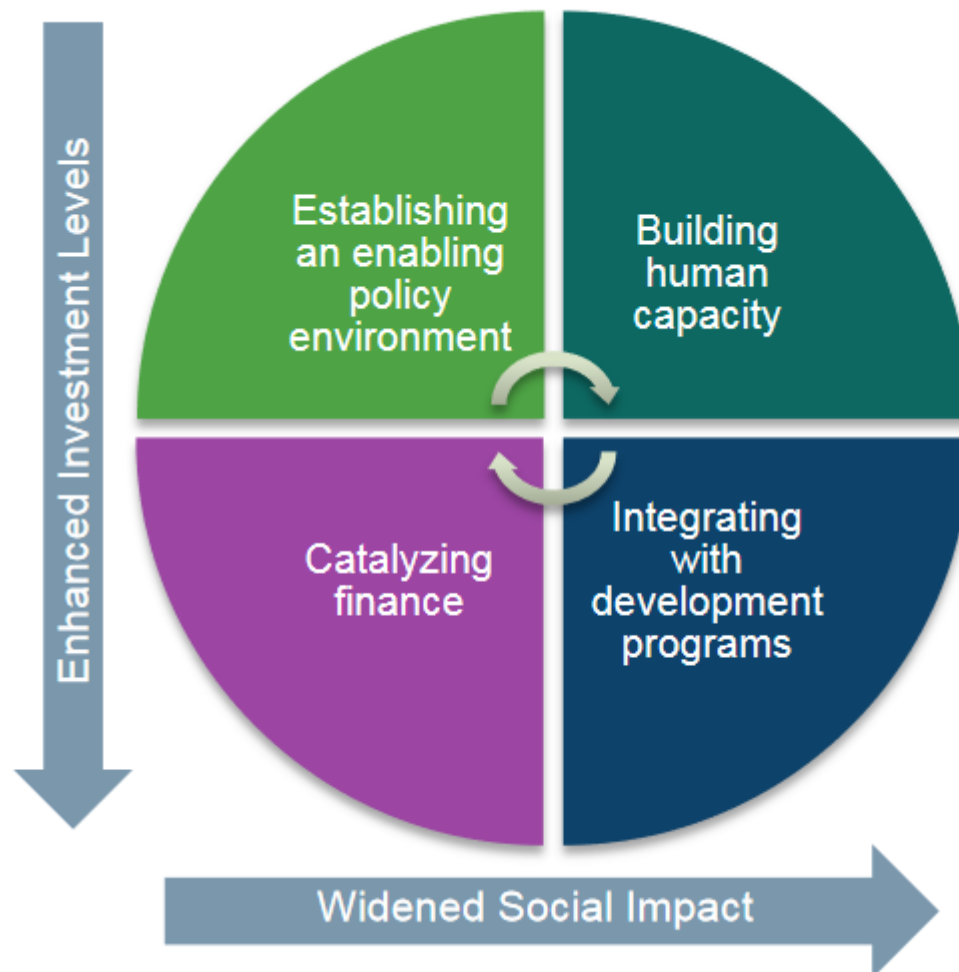 Enhanced Investment Levels
Establishing
an enabling
policy
environment
Building
human
capacity
Catalyzing
finance
Integrating
with
development
programs
Widened Social Impact